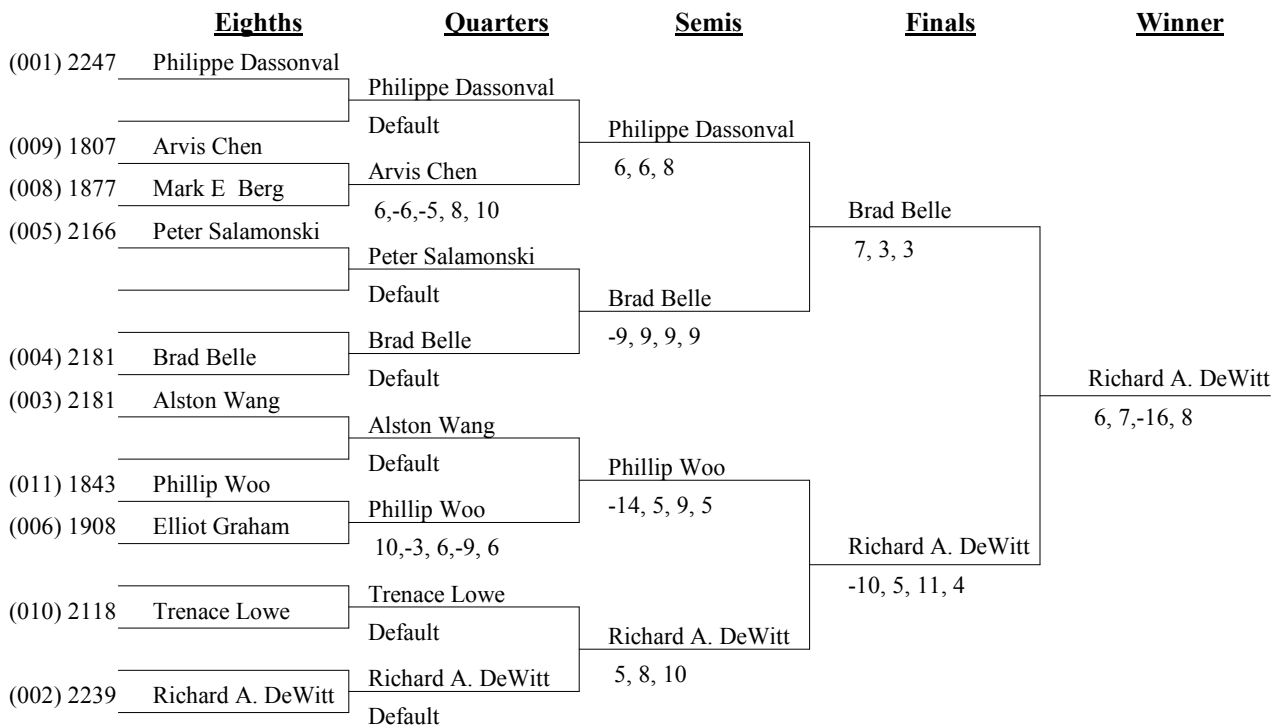 Eighths Quarters Semis Finals Winner
(001) 2247 Philippe Dassonval
Philippe Dassonval
Default
Philippe Dassonval
6, 6, 8
(009) 1807 Arvis Chen
Arvis Chen
6,-6,-5, 8, 10
(008) 1877 Mark E Berg
Brad Belle
7, 3, 3
(005) 2166 Peter Salamonski
Peter Salamonski
Default
Brad Belle
-9, 9, 9, 9
Brad Belle
Default
(004) 2181 Brad Belle
Richard A. DeWitt
6, 7,-16, 8
(003) 2181 Alston Wang
Alston Wang
Default
Phillip Woo
-14, 5, 9, 5
(011) 1843 Phillip Woo
Phillip Woo
10,-3, 6,-9, 6
(006) 1908 Elliot Graham
Richard A. DeWitt
-10, 5, 11, 4
Trenace Lowe
Default
(010) 2118 Trenace Lowe
Richard A. DeWitt
5, 8, 10
Richard A. DeWitt
Default
(002) 2239 Richard A. DeWitt